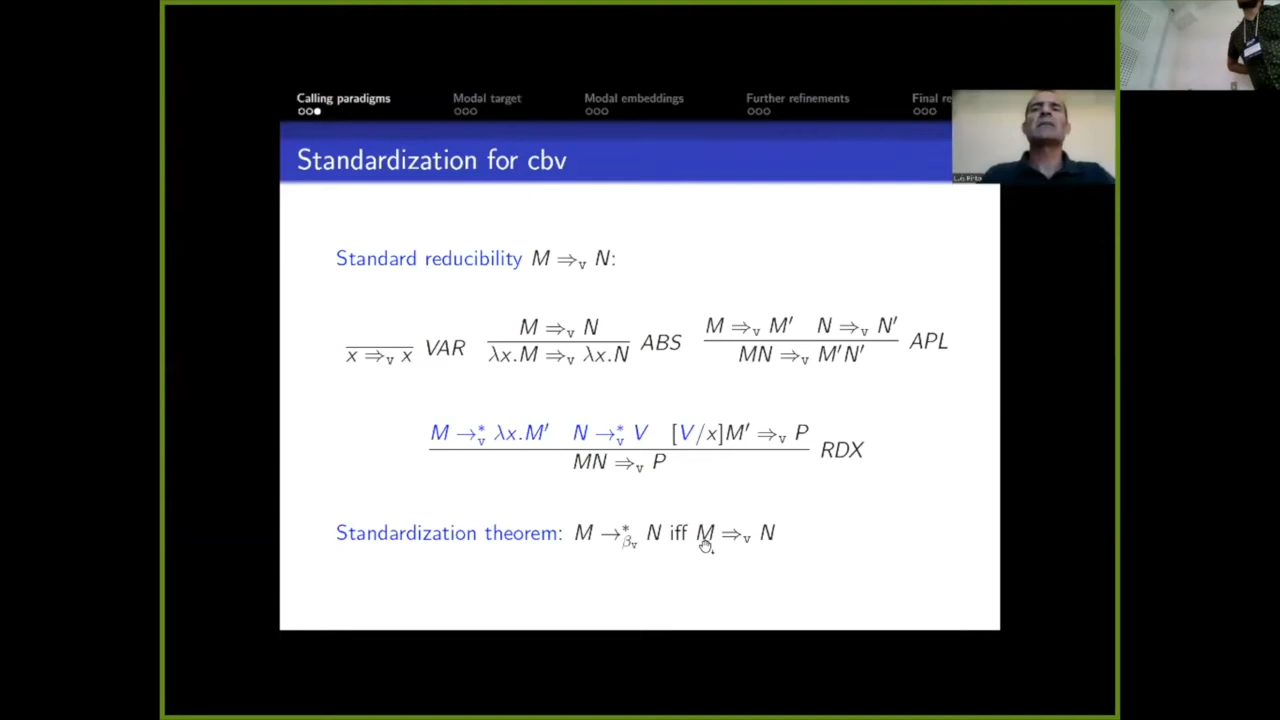 Calling paradigms Modal target Modal embeddings Further refinements Final re
Standardization for cbv
Standard reducibility M ⇒ᵥ N:
M ⇒ᵥ N M ⇒ᵥ M′ N ⇒ᵥ N′
x ⇒ᵥ x VAR λx.M ⇒ᵥ λx.N ABS MN ⇒ᵥ M′N′ APL
M →*ᵥ λx.M′ N →*ᵥ V [V/x]M′ ⇒ᵥ P
MN ⇒ᵥ P RDX
Standardization theorem: M →*βᵥ N iff M ⇒ᵥ N